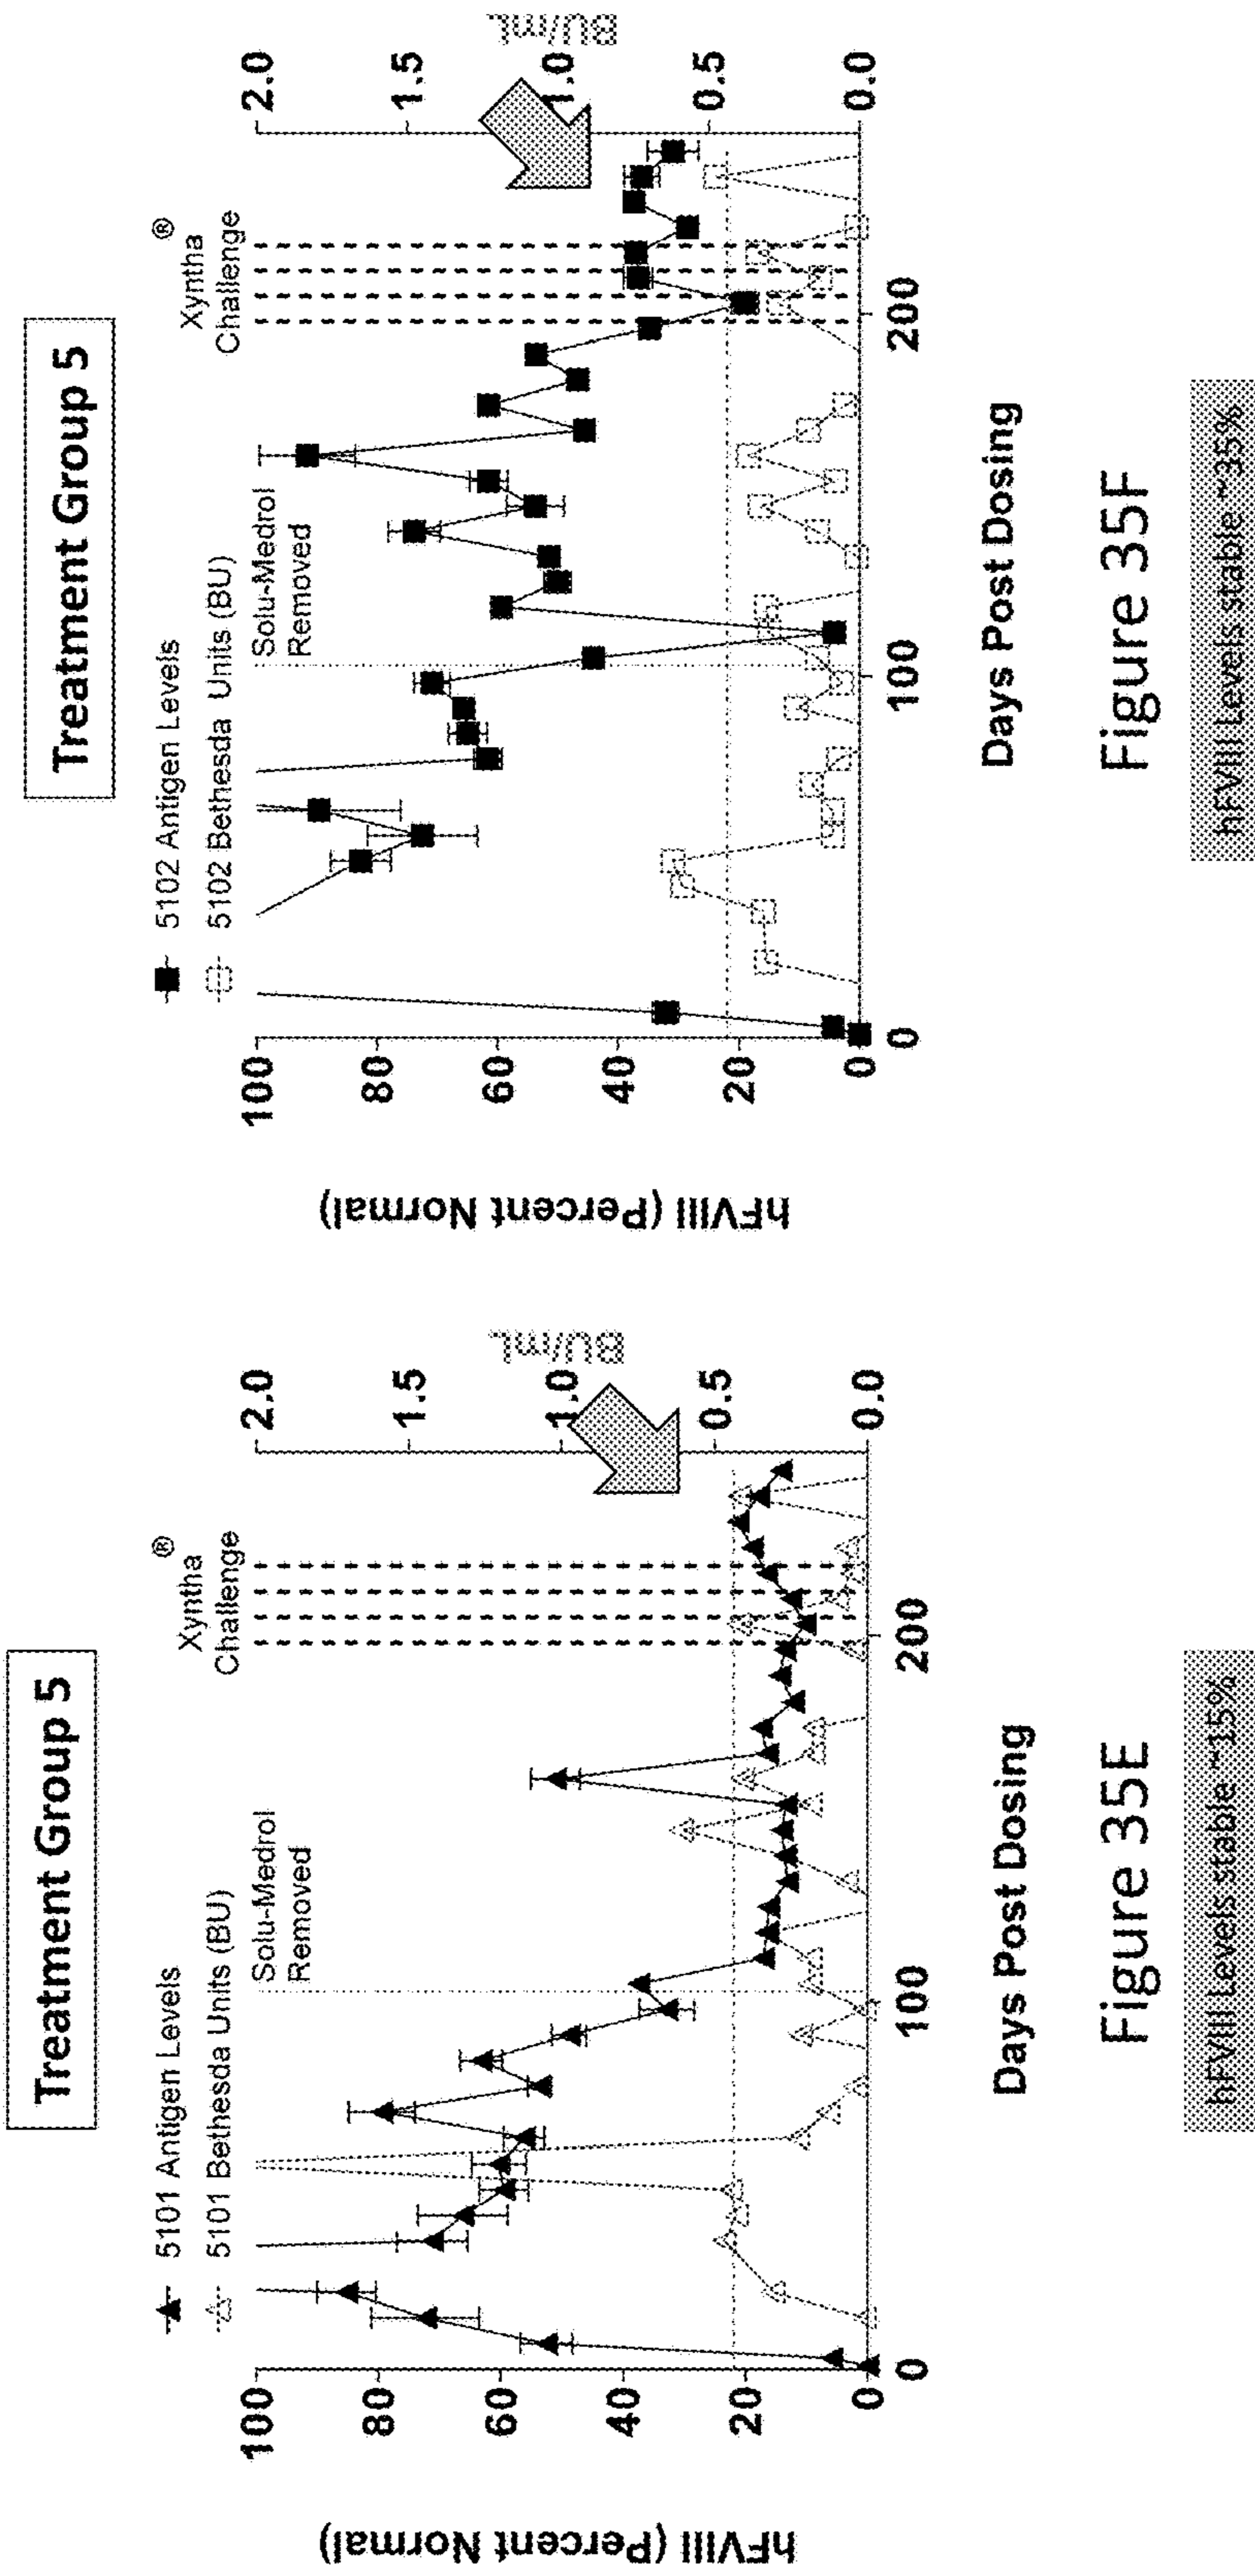 Treatment Group 5
5101 Antigen Levels
5101 Bethesda Units (BU)
Solu-Medrol
Removed
Xyntha ®
Challenge
hFVIII (Percent Normal)
100
80
60
40
20
0
2.0
1.5
1.0
0.5
0.0
BU/mL
0
100
200
Days Post Dosing
Figure 35E
hFVIII Levels stable ~15%
Treatment Group 5
5102 Antigen Levels
5102 Bethesda Units (BU)
Solu-Medrol
Removed
Xyntha ®
Challenge
hFVIII (Percent Normal)
100
80
60
40
20
0
2.0
1.5
1.0
0.5
0.0
BU/mL
0
100
200
Days Post Dosing
Figure 35F
hFVIII Levels stable ~35%